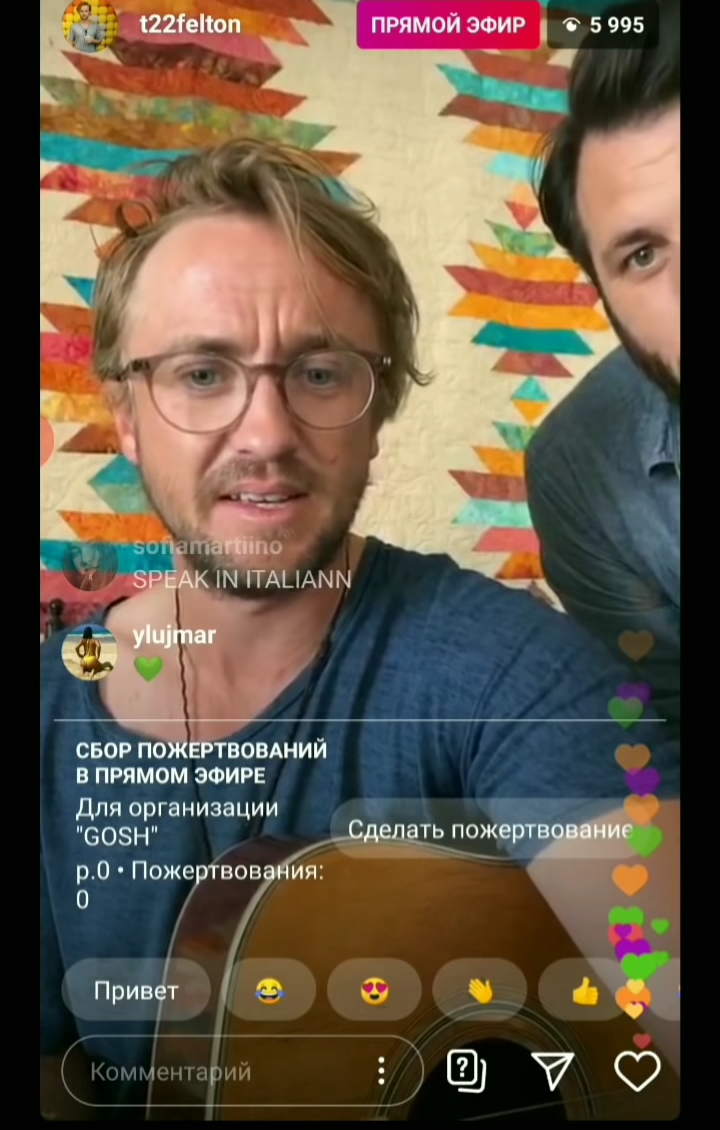 t22felton
ПРЯМОЙ ЭФИР
5 995
sofiamartiino
SPEAK IN ITALIANN
ylujmar
СБОР ПОЖЕРТВОВАНИЙ
В ПРЯМОМ ЭФИРЕ
Для организации
"GOSH"
Сделать пожертвование
р.0 • Пожертвования:
0
Привет
Комментарий